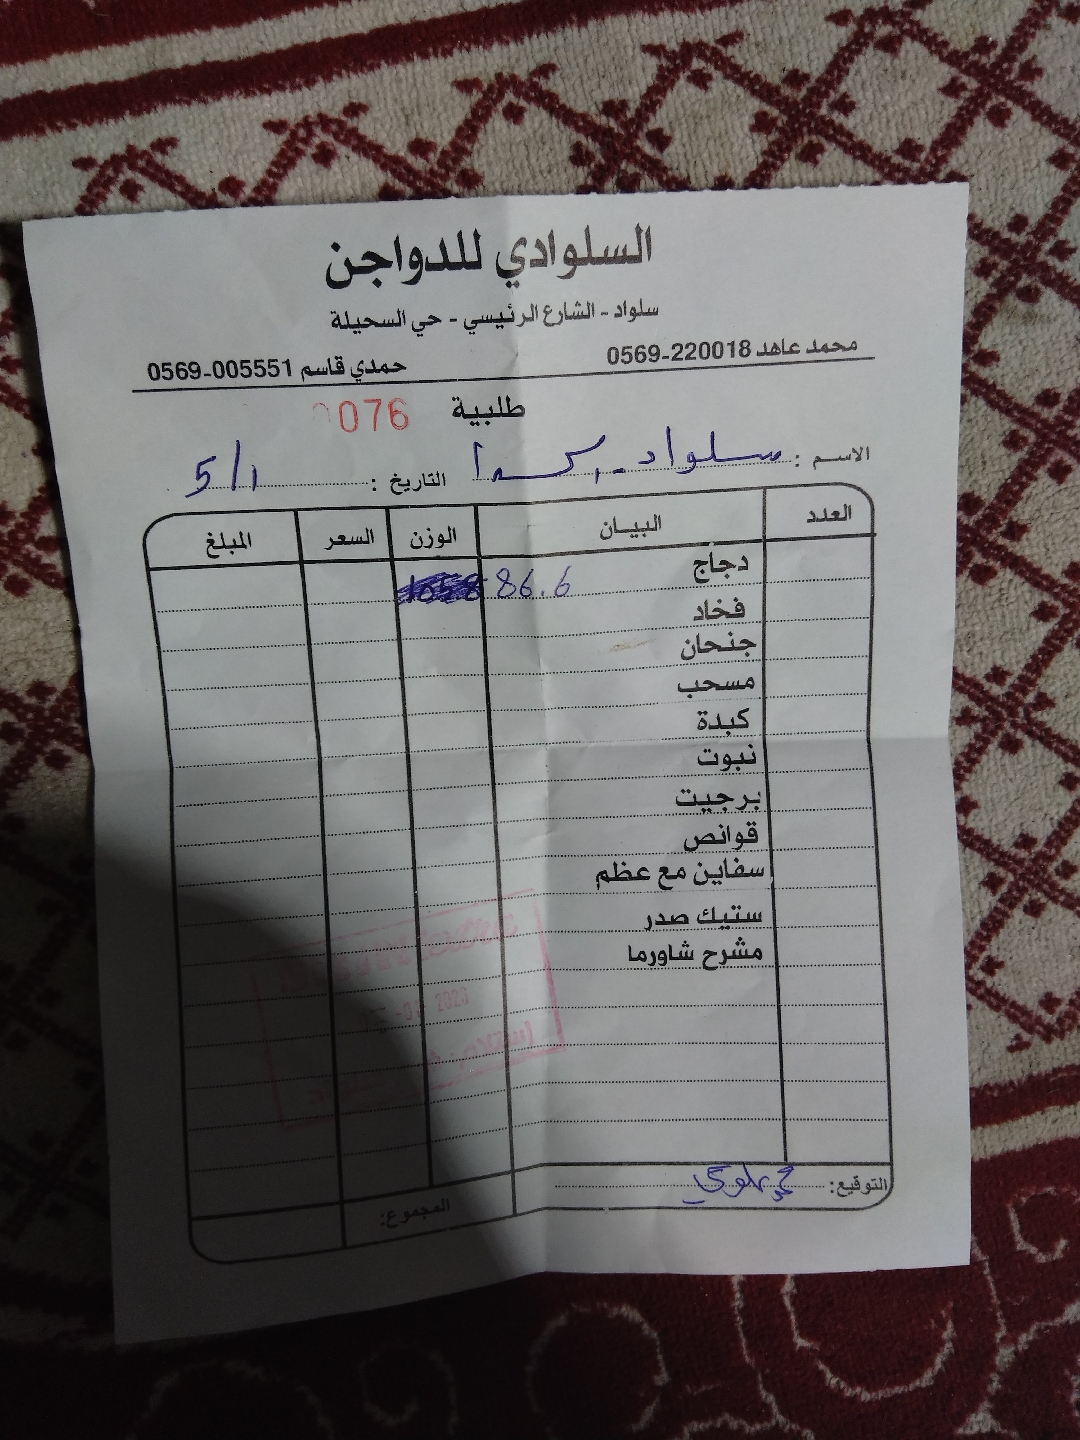 السلوادي للدواجن
سلواد - الشارع الرئيسي - حي السحيلة
محمد عاهد 0569-220018 حمدي قاسم 0569-005551
طلبية 076
الاسم : سلواد التاريخ : 5/1
العدد البيان الوزن السعر المبلغ
دجاج 86.6
فخاد
جنحان
مسحب
كبدة
نبوت
برجيت
قوانص
سفاين مع عظم
ستيك صدر
مشرح شاورما
التوقيع:
المجموع: